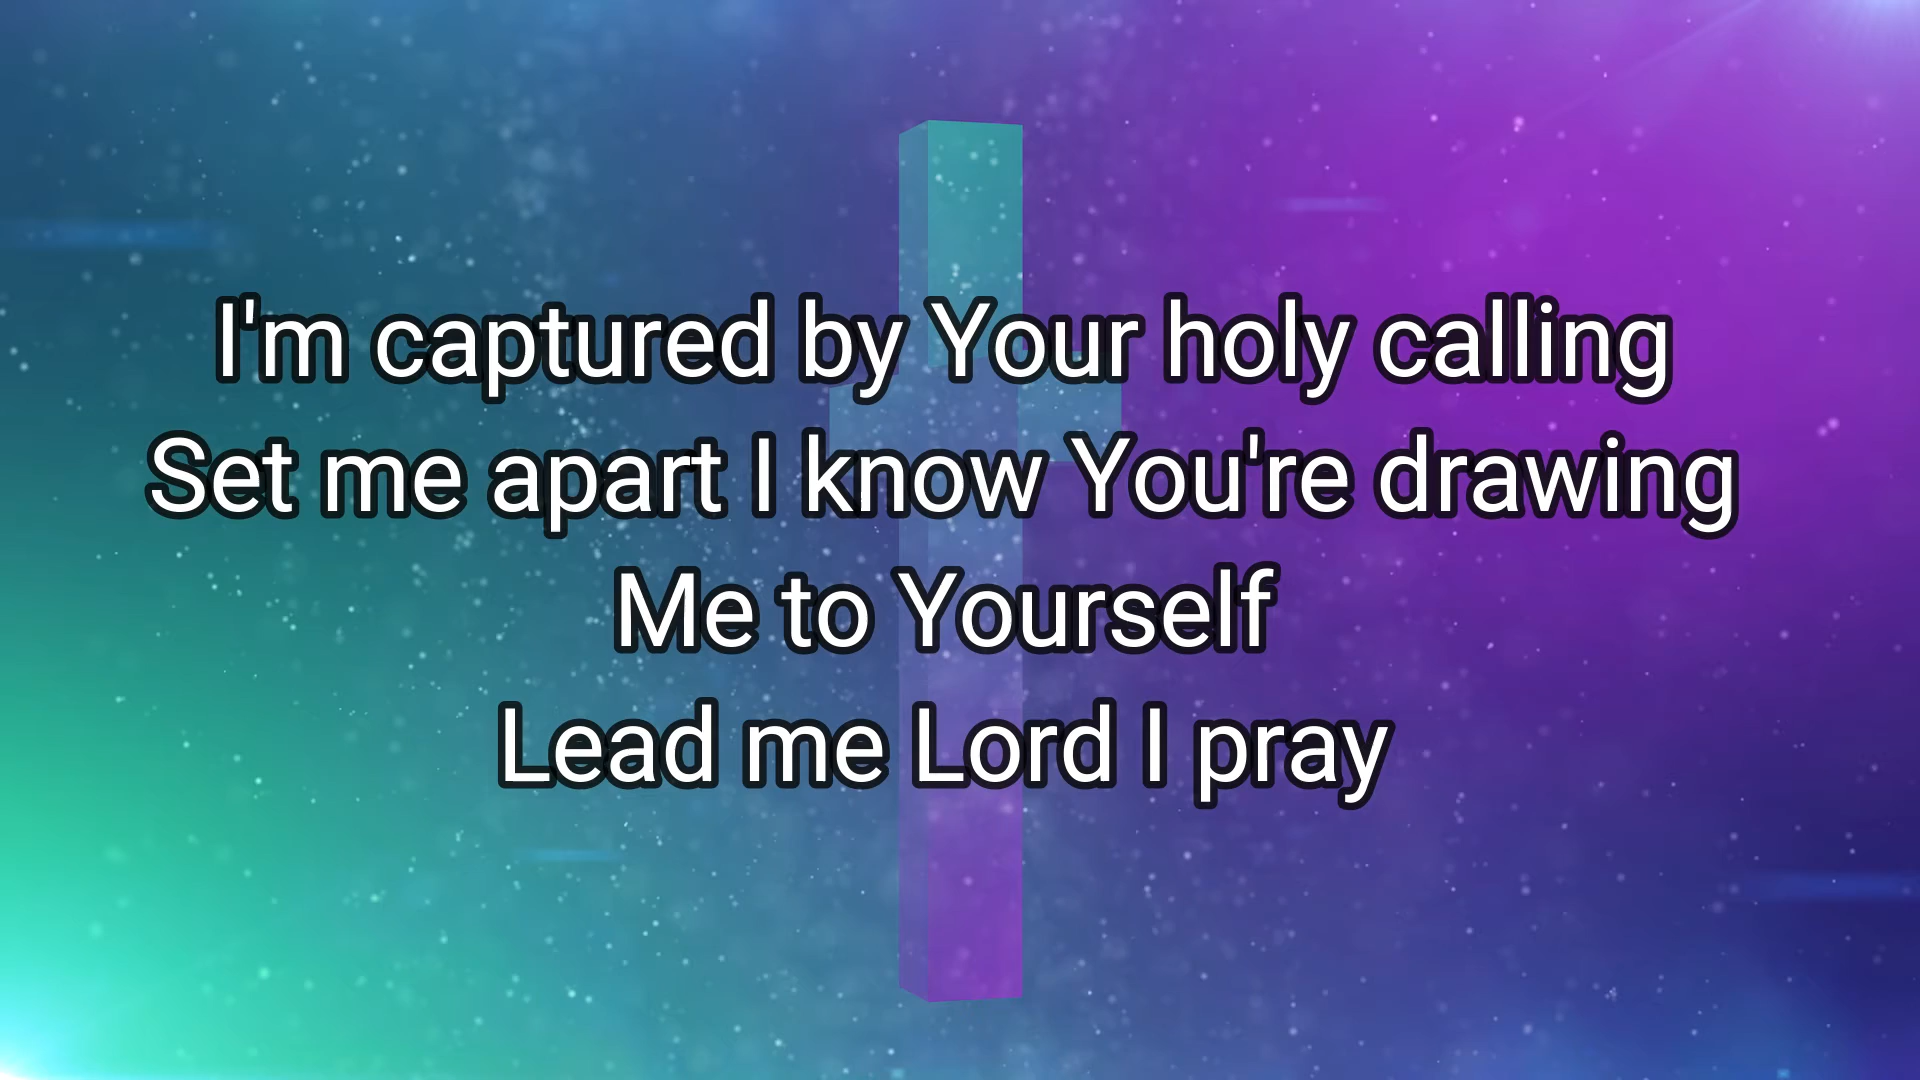 I'm captured by Your holy calling
Set me apart I know You're drawing
Me to Yourself
Lead me Lord I pray